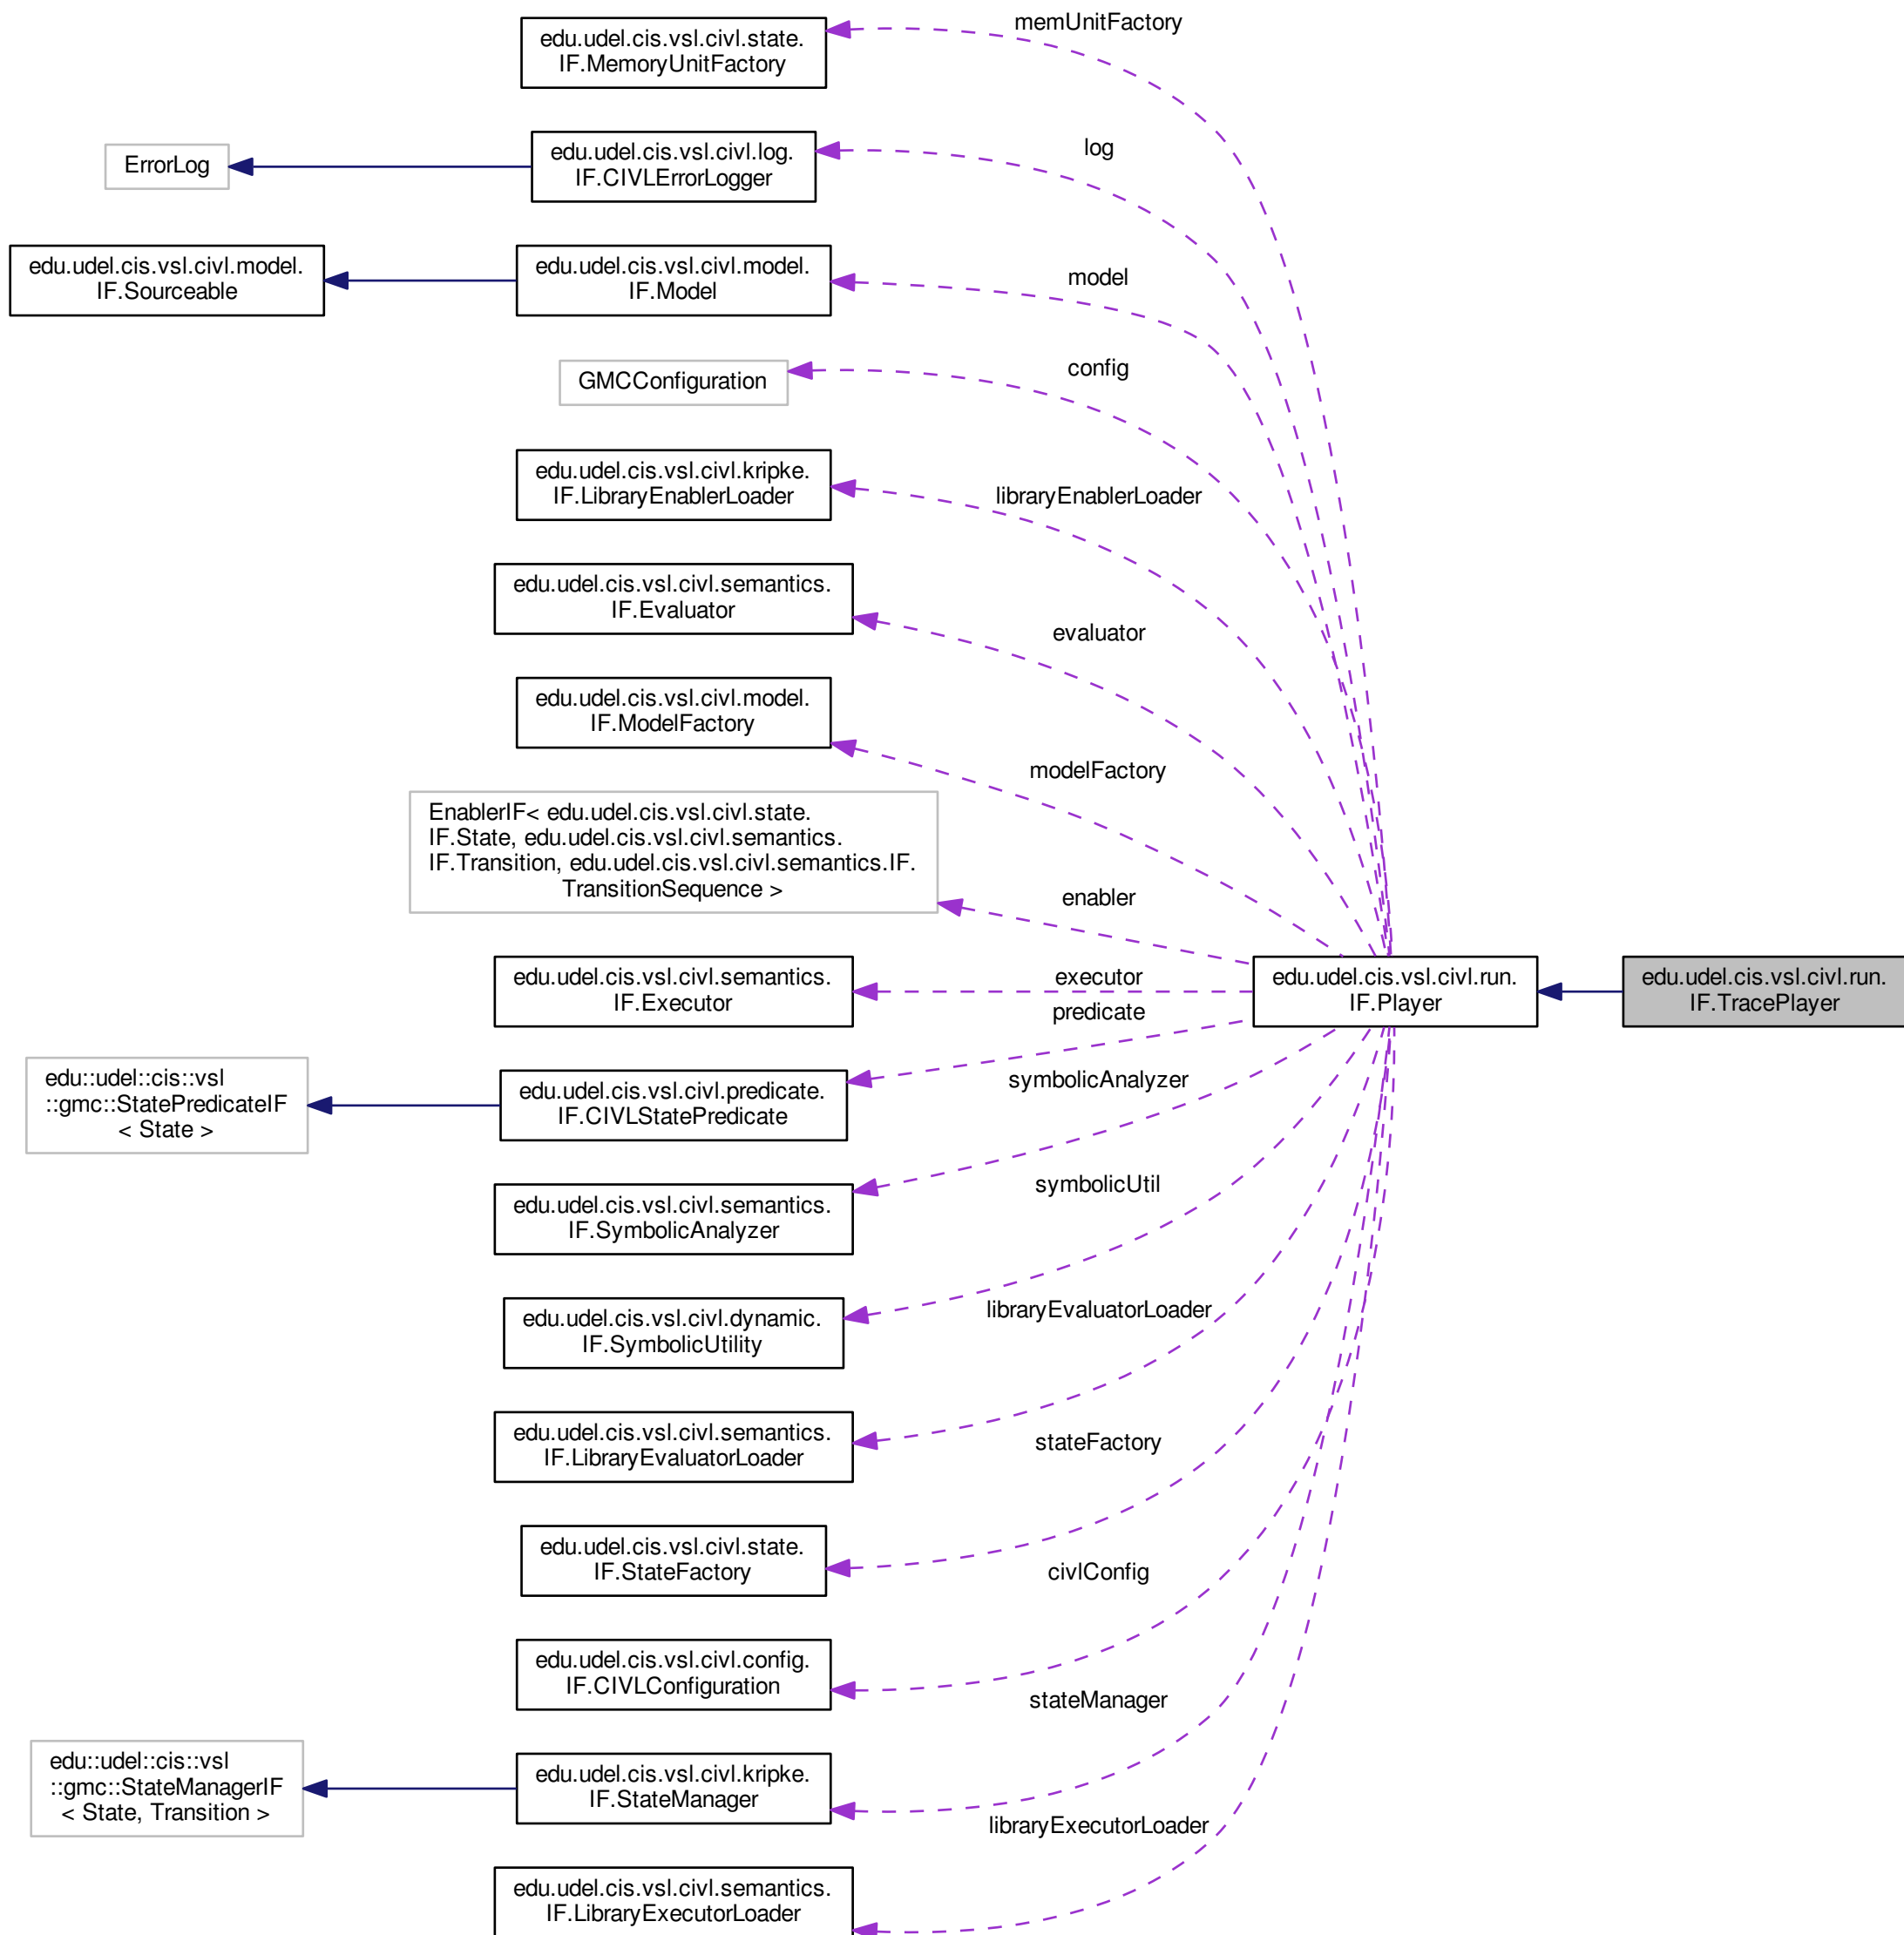 memUnitFactory
edu.udel.cis.vsl.civl.state.
IF.MemoryUnitFactory
log
ErrorLog
edu.udel.cis.vsl.civl.log.
IF.CIVLErrorLogger
edu.udel.cis.vsl.civl.model.
IF.Sourceable
edu.udel.cis.vsl.civl.model.
IF.Model
model
config
GMCConfiguration
edu.udel.cis.vsl.civl.kripke.
IF.LibraryEnablerLoader
libraryEnablerLoader
edu.udel.cis.vsl.civl.semantics.
IF.Evaluator
evaluator
edu.udel.cis.vsl.civl.model.
IF.ModelFactory
modelFactory
EnablerIF< edu.udel.cis.vsl.civl.state.
IF.State, edu.udel.cis.vsl.civl.semantics.
IF.Transition, edu.udel.cis.vsl.civl.semantics.IF.
TransitionSequence >
enabler
edu.udel.cis.vsl.civl.semantics.
IF.Executor
executor
edu.udel.cis.vsl.civl.run.
IF.Player
edu.udel.cis.vsl.civl.run.
IF.TracePlayer
predicate
edu::udel::cis::vsl
::gmc::StatePredicateIF
< State >
edu.udel.cis.vsl.civl.predicate.
IF.CIVLStatePredicate
symbolicAnalyzer
edu.udel.cis.vsl.civl.semantics.
IF.SymbolicAnalyzer
symbolicUtil
edu.udel.cis.vsl.civl.dynamic.
IF.SymbolicUtility
libraryEvaluatorLoader
edu.udel.cis.vsl.civl.semantics.
IF.LibraryEvaluatorLoader
stateFactory
edu.udel.cis.vsl.civl.state.
IF.StateFactory
civlConfig
edu.udel.cis.vsl.civl.config.
IF.CIVLConfiguration
stateManager
edu::udel::cis::vsl
::gmc::StateManagerIF
< State, Transition >
edu.udel.cis.vsl.civl.kripke.
IF.StateManager
libraryExecutorLoader
edu.udel.cis.vsl.civl.semantics.
IF.LibraryExecutorLoader